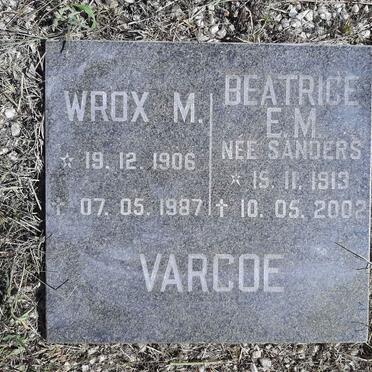 WROX M.
☆ 19.12.1906
✝ 07.05.1987
BEATRICE
E.M.
NEE SANDERS
☆ 15.11.1913
✝ 10.05.2002
VARCOE